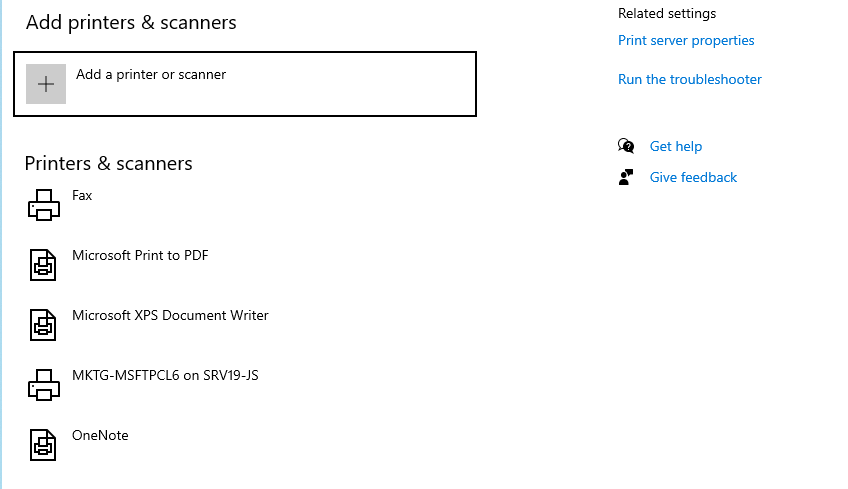 Add printers & scanners
Add a printer or scanner
Printers & scanners
Fax
Microsoft Print to PDF
Microsoft XPS Document Writer
MKTG-MSFTPCL6 on SRV19-JS
OneNote
Related settings
Print server properties
Run the troubleshooter
Get help
Give feedback